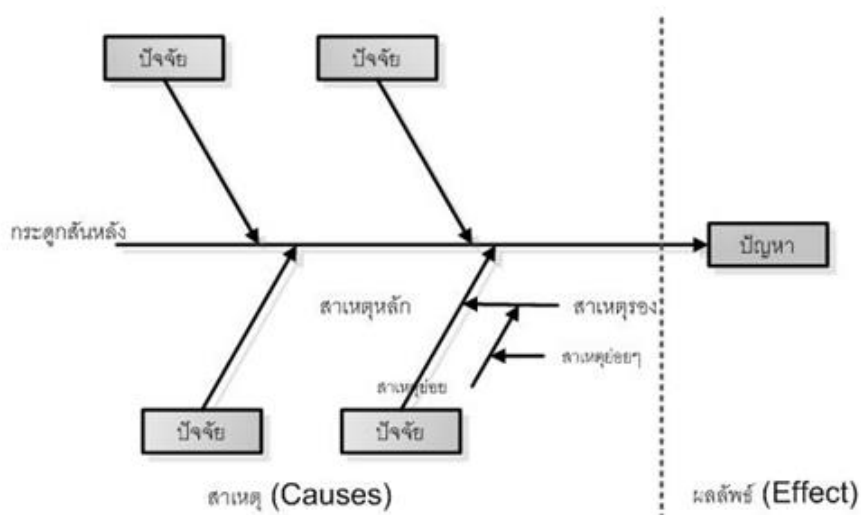 ปัจจัย
ปัจจัย
กระดูกสันหลัง
ปัญหา
สาเหตุหลัก
สาเหตุรอง
สาเหตุย่อยๆ
สาเหตุย่อย
ปัจจัย
ปัจจัย
สาเหตุ (Causes)
ผลลัพธ์ (Effect)